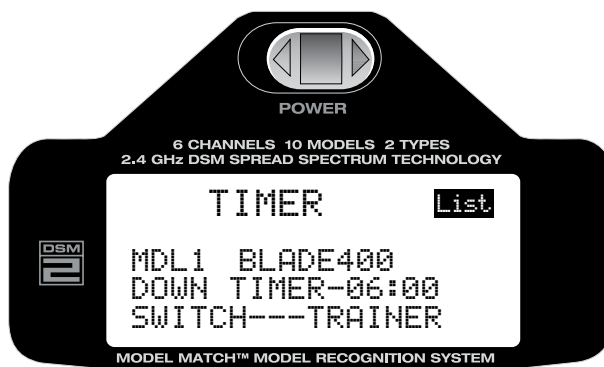 POWER
6 CHANNELS 10 MODELS 2 TYPES
2.4 GHz DSM SPREAD SPECTRUM TECHNOLOGY
TIMER List
DSM
2
MDL1 BLADE400
DOWN TIMER-06:00
SWITCH---TRAINER
MODEL MATCH™ MODEL RECOGNITION SYSTEM